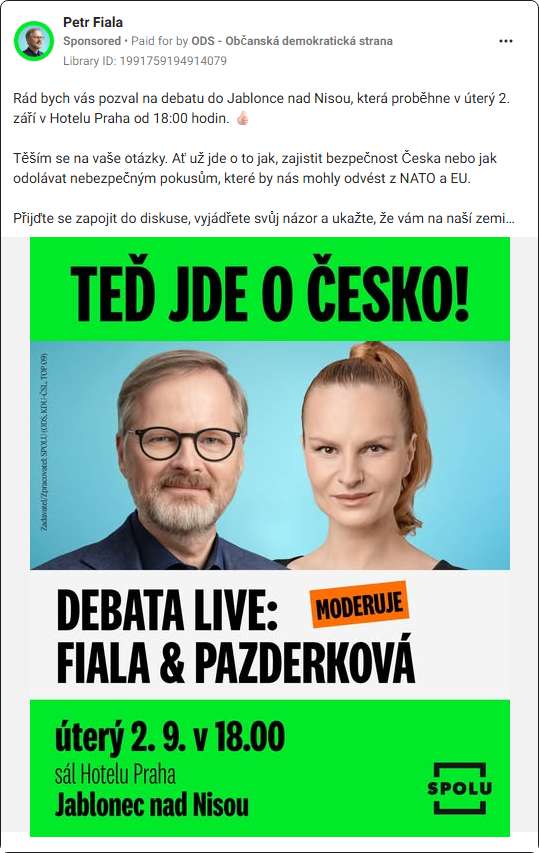 Petr Fiala
Sponsored • Paid for by ODS - Občanská demokratická strana
Library ID: 1991759194914079
Rád bych vás pozval na debatu do Jablonce nad Nisou, která proběhne v úterý 2.
září v Hotelu Praha od 18:00 hodin. 👍🏻
Těším se na vaše otázky. Ať už jde o to jak, zajistit bezpečnost Česka nebo jak
odolávat nebezpečným pokusům, které by nás mohly odvést z NATO a EU.
Přijďte se zapojit do diskuse, vyjádřete svůj názor a ukažte, že vám na naší zemi...
TEĎ JDE O ČESKO!
Zadavatel/Zpracovatel: SPOLU (ODS, KDU-ČSL, TOP 09)
DEBATA LIVE:
MODERUJE
FIALA & PAZDERKOVÁ
úterý 2. 9. v 18.00
sál Hotelu Praha
Jablonec nad Nisou
SPOLU